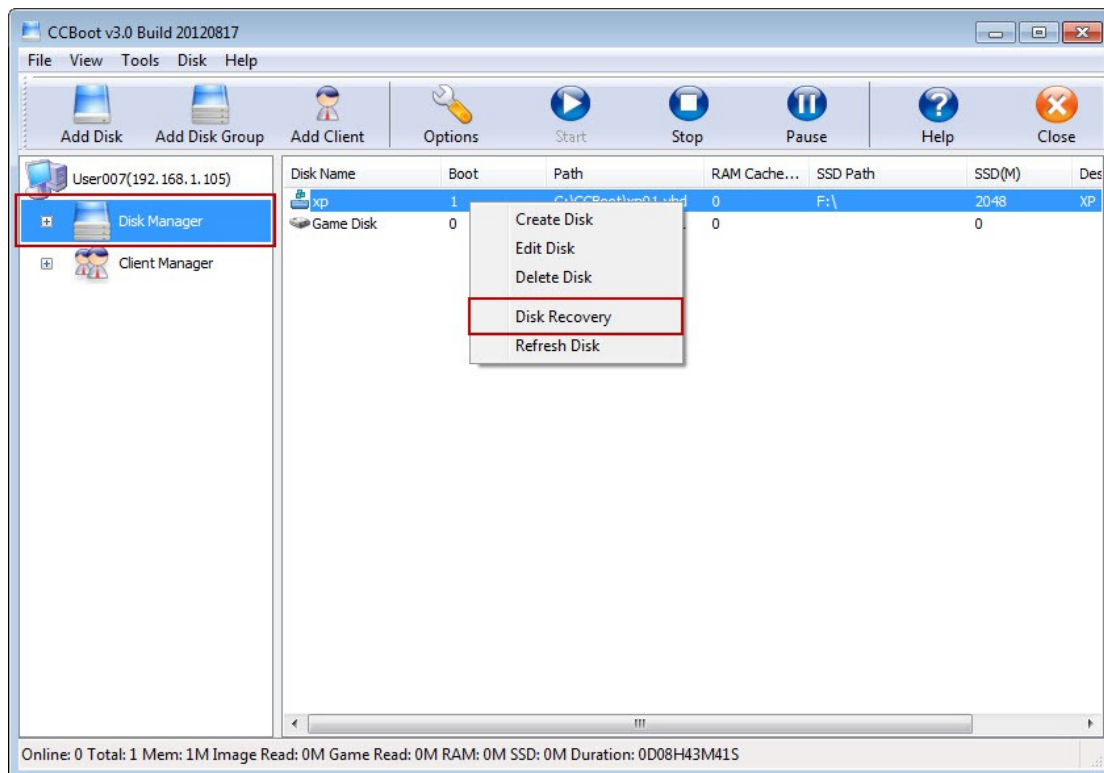 CCBoot v3.0 Build 20120817
File View Tools Disk Help
Add Disk Add Disk Group Add Client Options Start Stop Pause Help Close
User007(192.168.1.105)
Disk Manager
Client Manager
Disk Name Boot Path RAM Cache... SSD Path SSD(M) Des
xp 1 0 F:\ 2048 XP
Game Disk 0 0 0
Create Disk
Edit Disk
Delete Disk
Disk Recovery
Refresh Disk
Online: 0 Total: 1 Mem: 1M Image Read: 0M Game Read: 0M RAM: 0M SSD: 0M Duration: 0D08H43M41S